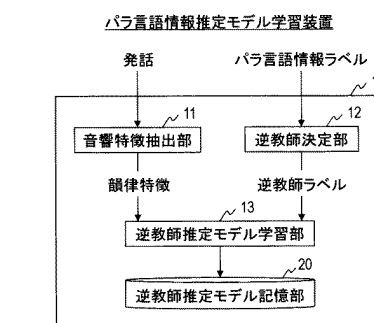 パラ言語情報推定モデル学習装置
発話
パラ言語情報ラベル
11
12
音響特徴抽出部
逆教師決定部
韻律特徴
逆教師ラベル
13
逆教師推定モデル学習部
20
逆教師推定モデル記憶部